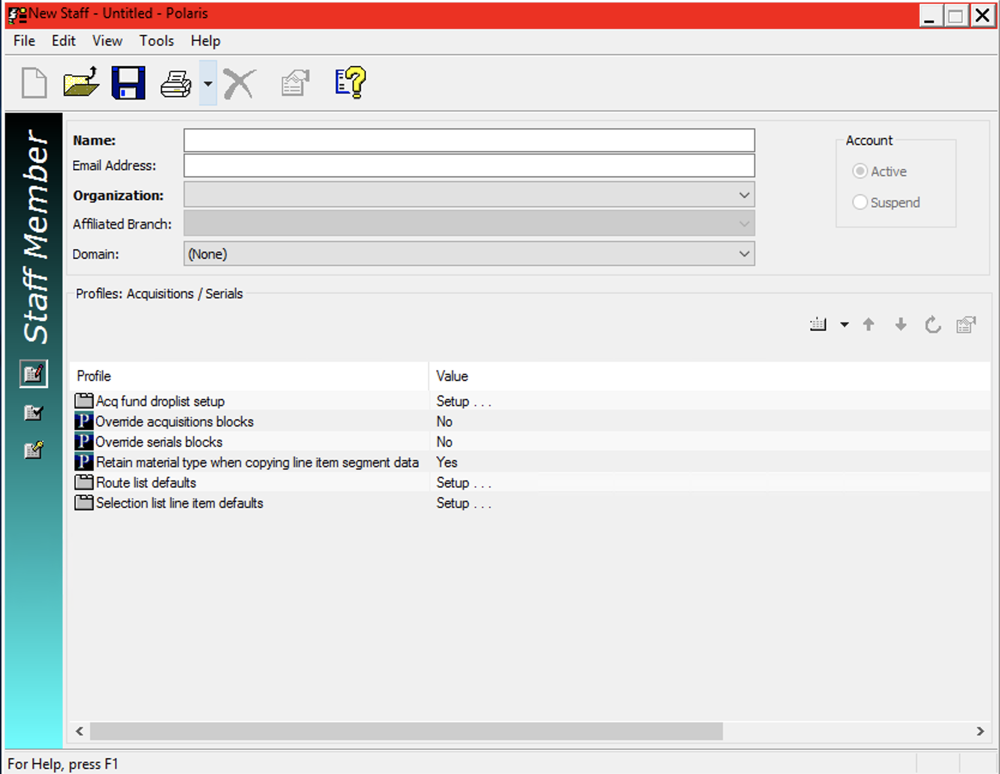 New Staff - Untitled - Polaris
File Edit View Tools Help
Staff Member
Name:
Email Address:
Organization:
Affiliated Branch:
Domain: (None)
Account
Active
Suspend
Profiles: Acquisitions / Serials
Profile Value
Acq fund droplist setup Setup . . .
Override acquisitions blocks No
Override serials blocks No
Retain material type when copying line item segment data Yes
Route list defaults Setup . . .
Selection list line item defaults Setup . . .
For Help, press F1